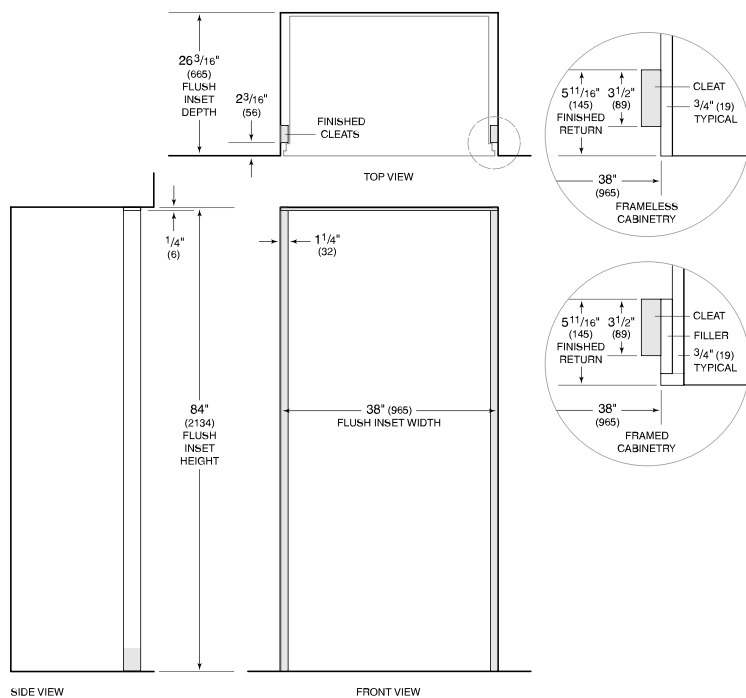 26 3/16"
(665)
FLUSH
INSET
DEPTH
2 3/16"
(56)
FINISHED
CLEATS
TOP VIEW
5 11/16"
(145)
FINISHED
RETURN
3 1/2"
(89)
CLEAT
3/4" (19)
TYPICAL
38"
(965)
FRAMELESS
CABINETRY
1/4"
(6)
1 1/4"
(32)
5 11/16"
(145)
FINISHED
RETURN
3 1/2"
(89)
CLEAT
FILLER
3/4" (19)
TYPICAL
38"
(965)
FRAMED
CABINETRY
84"
(2134)
FLUSH
INSET
HEIGHT
38" (965)
FLUSH INSET WIDTH
SIDE VIEW
FRONT VIEW